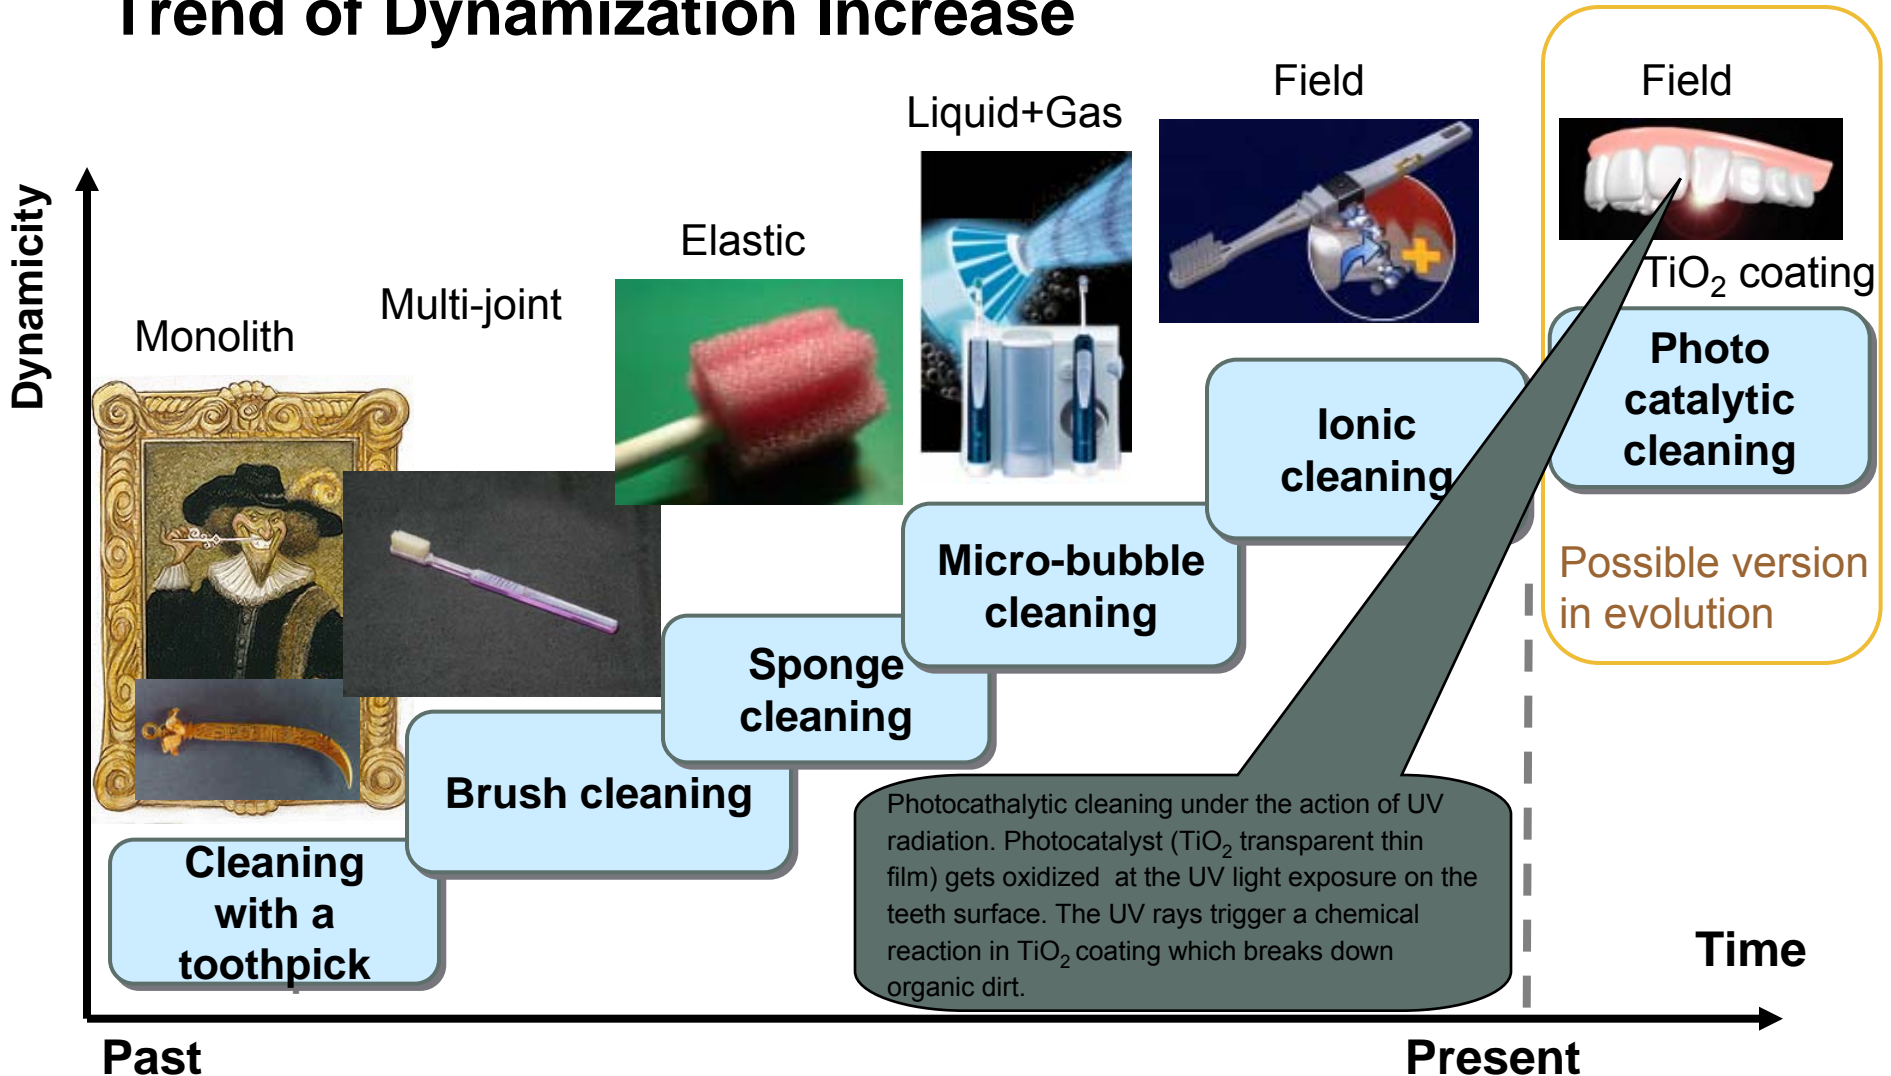 Trend of Dynamization Increase
Field
Field
Liquid+Gas
Elastic
Multi-joint
Monolith
Dynamicity
TiO2 coating
Photo
catalytic
cleaning
Ionic
cleaning
Micro-bubble
cleaning
Possible version
in evolution
Sponge
cleaning
Brush cleaning
Cleaning
with a
toothpick
Photocathalytic cleaning under the action of UV
radiation. Photocatalyst (TiO2 transparent thin
film) gets oxidized at the UV light exposure on the
teeth surface. The UV rays trigger a chemical
reaction in TiO2 coating which breaks down
organic dirt.
Time
Past
Present